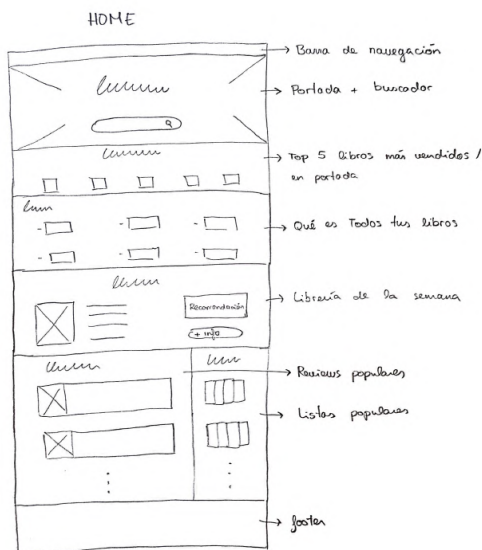 HOME
Barra de navegación
Portada + buscador
Top 5 libros más vendidos /
en portada
Qué es Todos tus libros
Recomendación
+ info
Librería de la semana
Reviews populares
Listas populares
footer